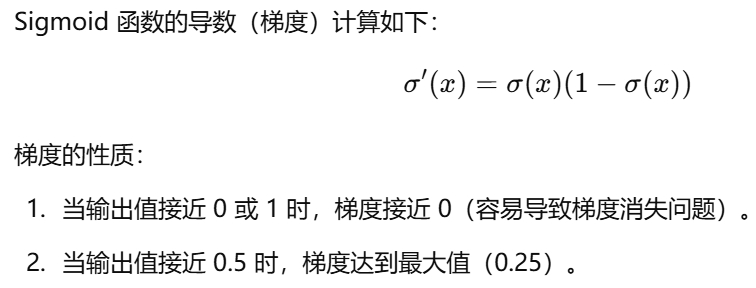 Sigmoid 函数的导数（梯度）计算如下：
σ′(x) = σ(x)(1 − σ(x))
梯度的性质：
1. 当输出值接近 0 或 1 时，梯度接近 0（容易导致梯度消失问题）。
2. 当输出值接近 0.5 时，梯度达到最大值（0.25）。